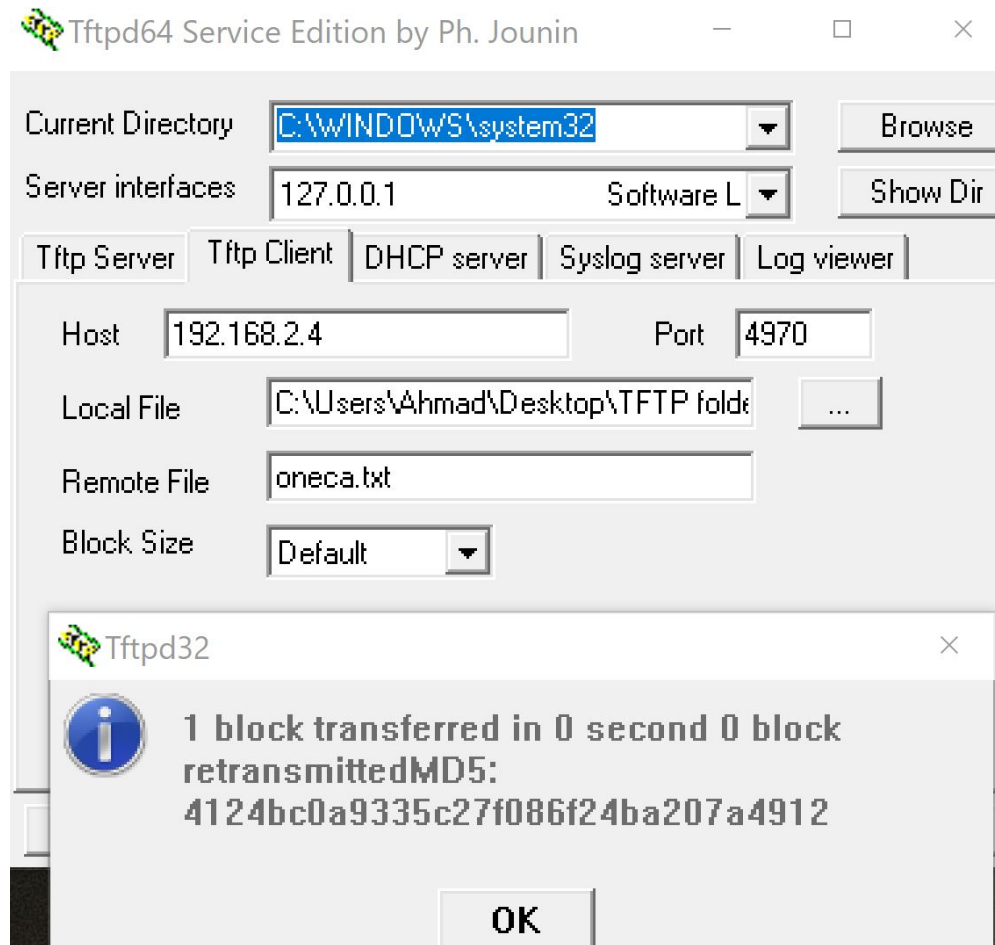 Tftpd64 Service Edition by Ph. Jounin
Current Directory C:\WINDOWS\system32 Browse
Server interfaces 127.0.0.1 Software L Show Dir
Tftp Server Tftp Client DHCP server Syslog server Log viewer
Host 192.168.2.4 Port 4970
Local File C:\Users\Ahmad\Desktop\TFTP folde ...
Remote File oneca.txt
Block Size Default
Tftpd32
1 block transferred in 0 second 0 block
retransmittedMD5:
4124bc0a9335c27f086f24ba207a4912
OK